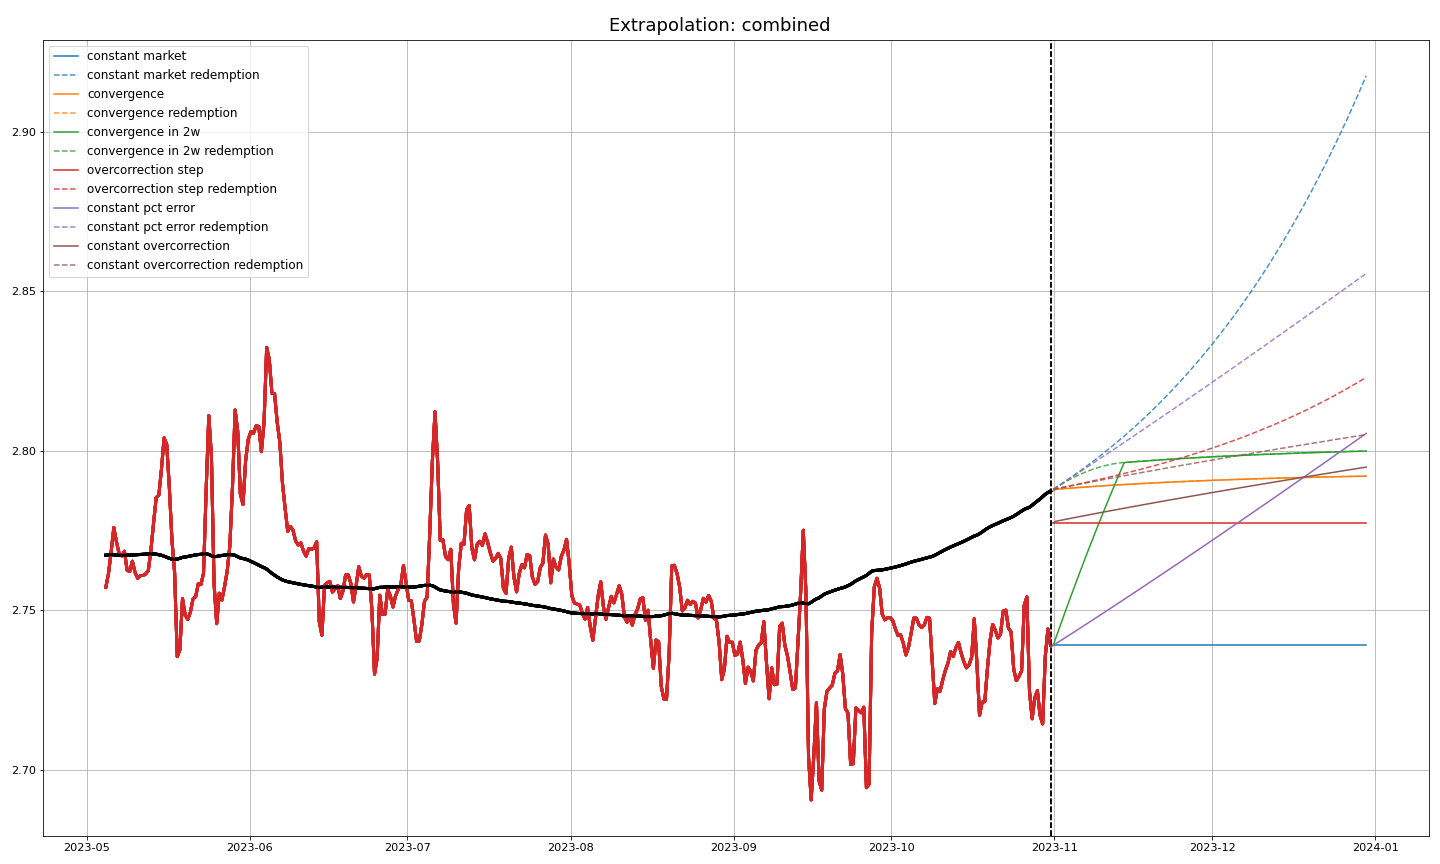 Extrapolation: combined
constant market
constant market redemption
convergence
convergence redemption
convergence in 2w
convergence in 2w redemption
overcorrection step
overcorrection step redemption
constant pct error
constant pct error redemption
constant overcorrection
constant overcorrection redemption
2.90
2.85
2.80
2.75
2.70
2023-05 2023-06 2023-07 2023-08 2023-09 2023-10 2023-11 2023-12 2024-01